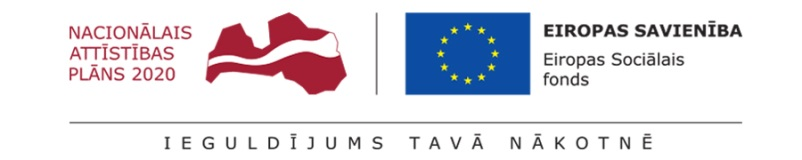 NACIONĀLAIS
ATTĪSTĪBAS
PLĀNS 2020
EIROPAS SAVIENĪBA
Eiropas Sociālais
fonds
IEGULDĪJUMS TAVĀ NĀKOTNĒ